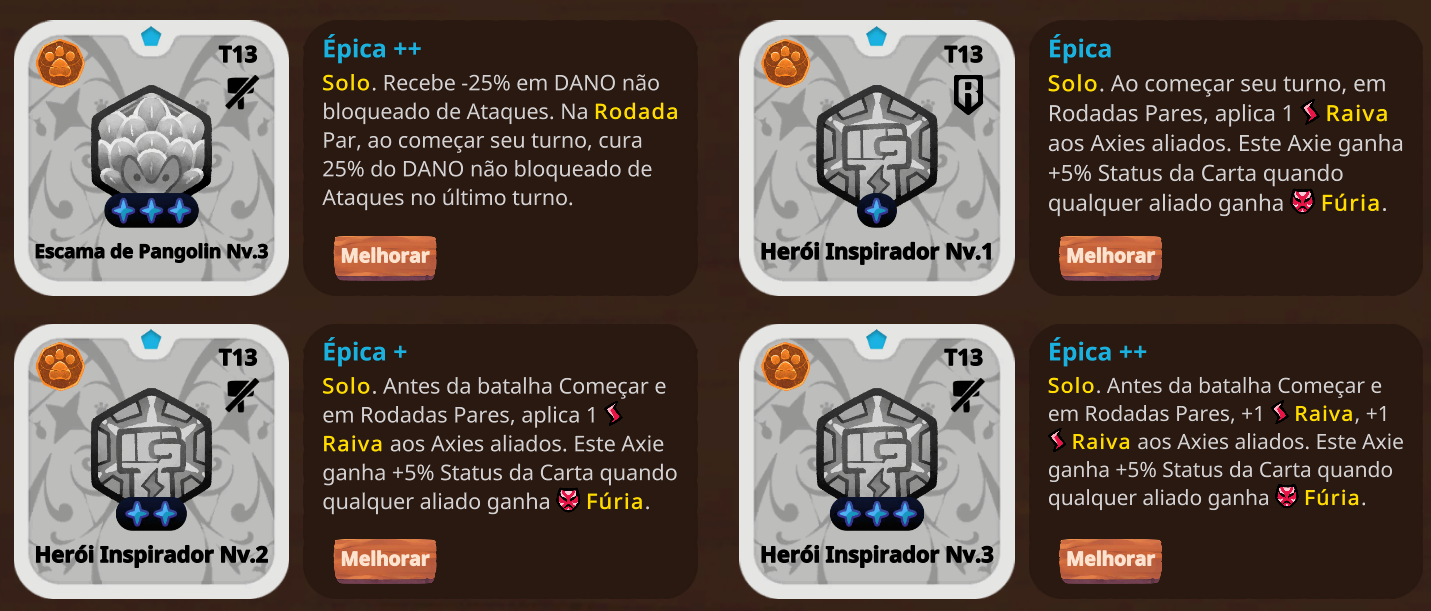 T13
Escama de Pangolin Nv.3
Épica ++
Solo. Recebe -25% em DANO não
bloqueado de Ataques. Na Rodada
Par, ao começar seu turno, cura
25% do DANO não bloqueado de
Ataques no último turno.
Melhorar
T13
R
Herói Inspirador Nv.1
Épica
Solo. Ao começar seu turno, em
Rodadas Pares, aplica 1 Raiva
aos Axies aliados. Este Axie ganha
+5% Status da Carta quando
qualquer aliado ganha Fúria.
Melhorar
T13
Herói Inspirador Nv.2
Épica +
Solo. Antes da batalha Começar e
em Rodadas Pares, aplica 1
Raiva aos Axies aliados. Este Axie
ganha +5% Status da Carta quando
qualquer aliado ganha Fúria.
Melhorar
T13
Herói Inspirador Nv.3
Épica ++
Solo. Antes da batalha Começar e
em Rodadas Pares, +1 Raiva, +1
Raiva aos Axies aliados. Este Axie
ganha +5% Status da Carta quando
qualquer aliado ganha Fúria.
Melhorar